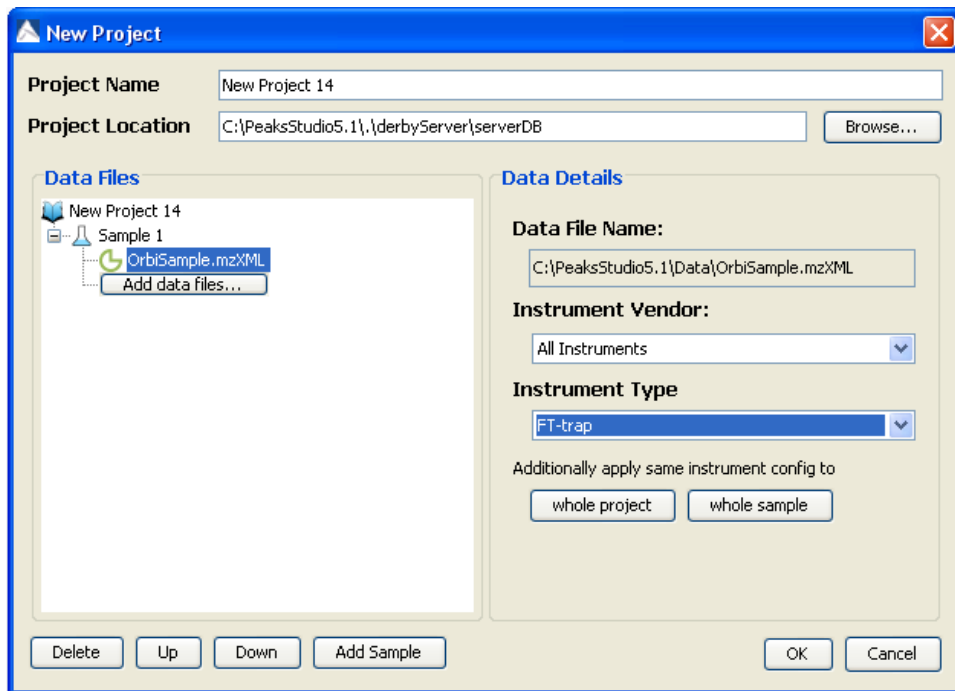 New Project
Project Name New Project 14
Project Location C:\PeaksStudio5.1\.\derbyServer\serverDB Browse...
Data Files
New Project 14
Sample 1
OrbiSample.mzXML
Add data files...
Data Details
Data File Name:
C:\PeaksStudio5.1\Data\OrbiSample.mzXML
Instrument Vendor:
All Instruments
Instrument Type
FT-trap
Additionally apply same instrument config to
whole project whole sample
Delete Up Down Add Sample OK Cancel